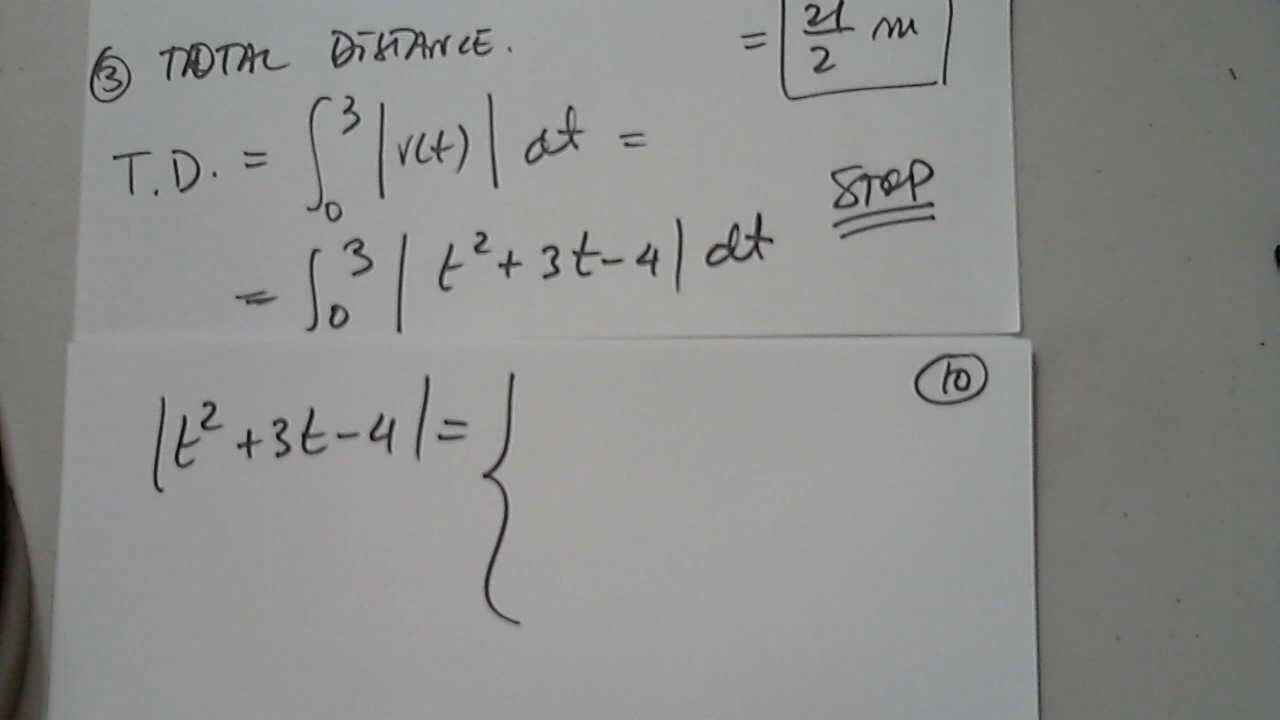 ③ TOTAL DISTANCE.
= 21/2 m
T.D. = ∫₀³ |v(t)| dt =
STOP
= ∫₀³ | t² + 3t - 4 | dt
⑩
|t² + 3t - 4| = {